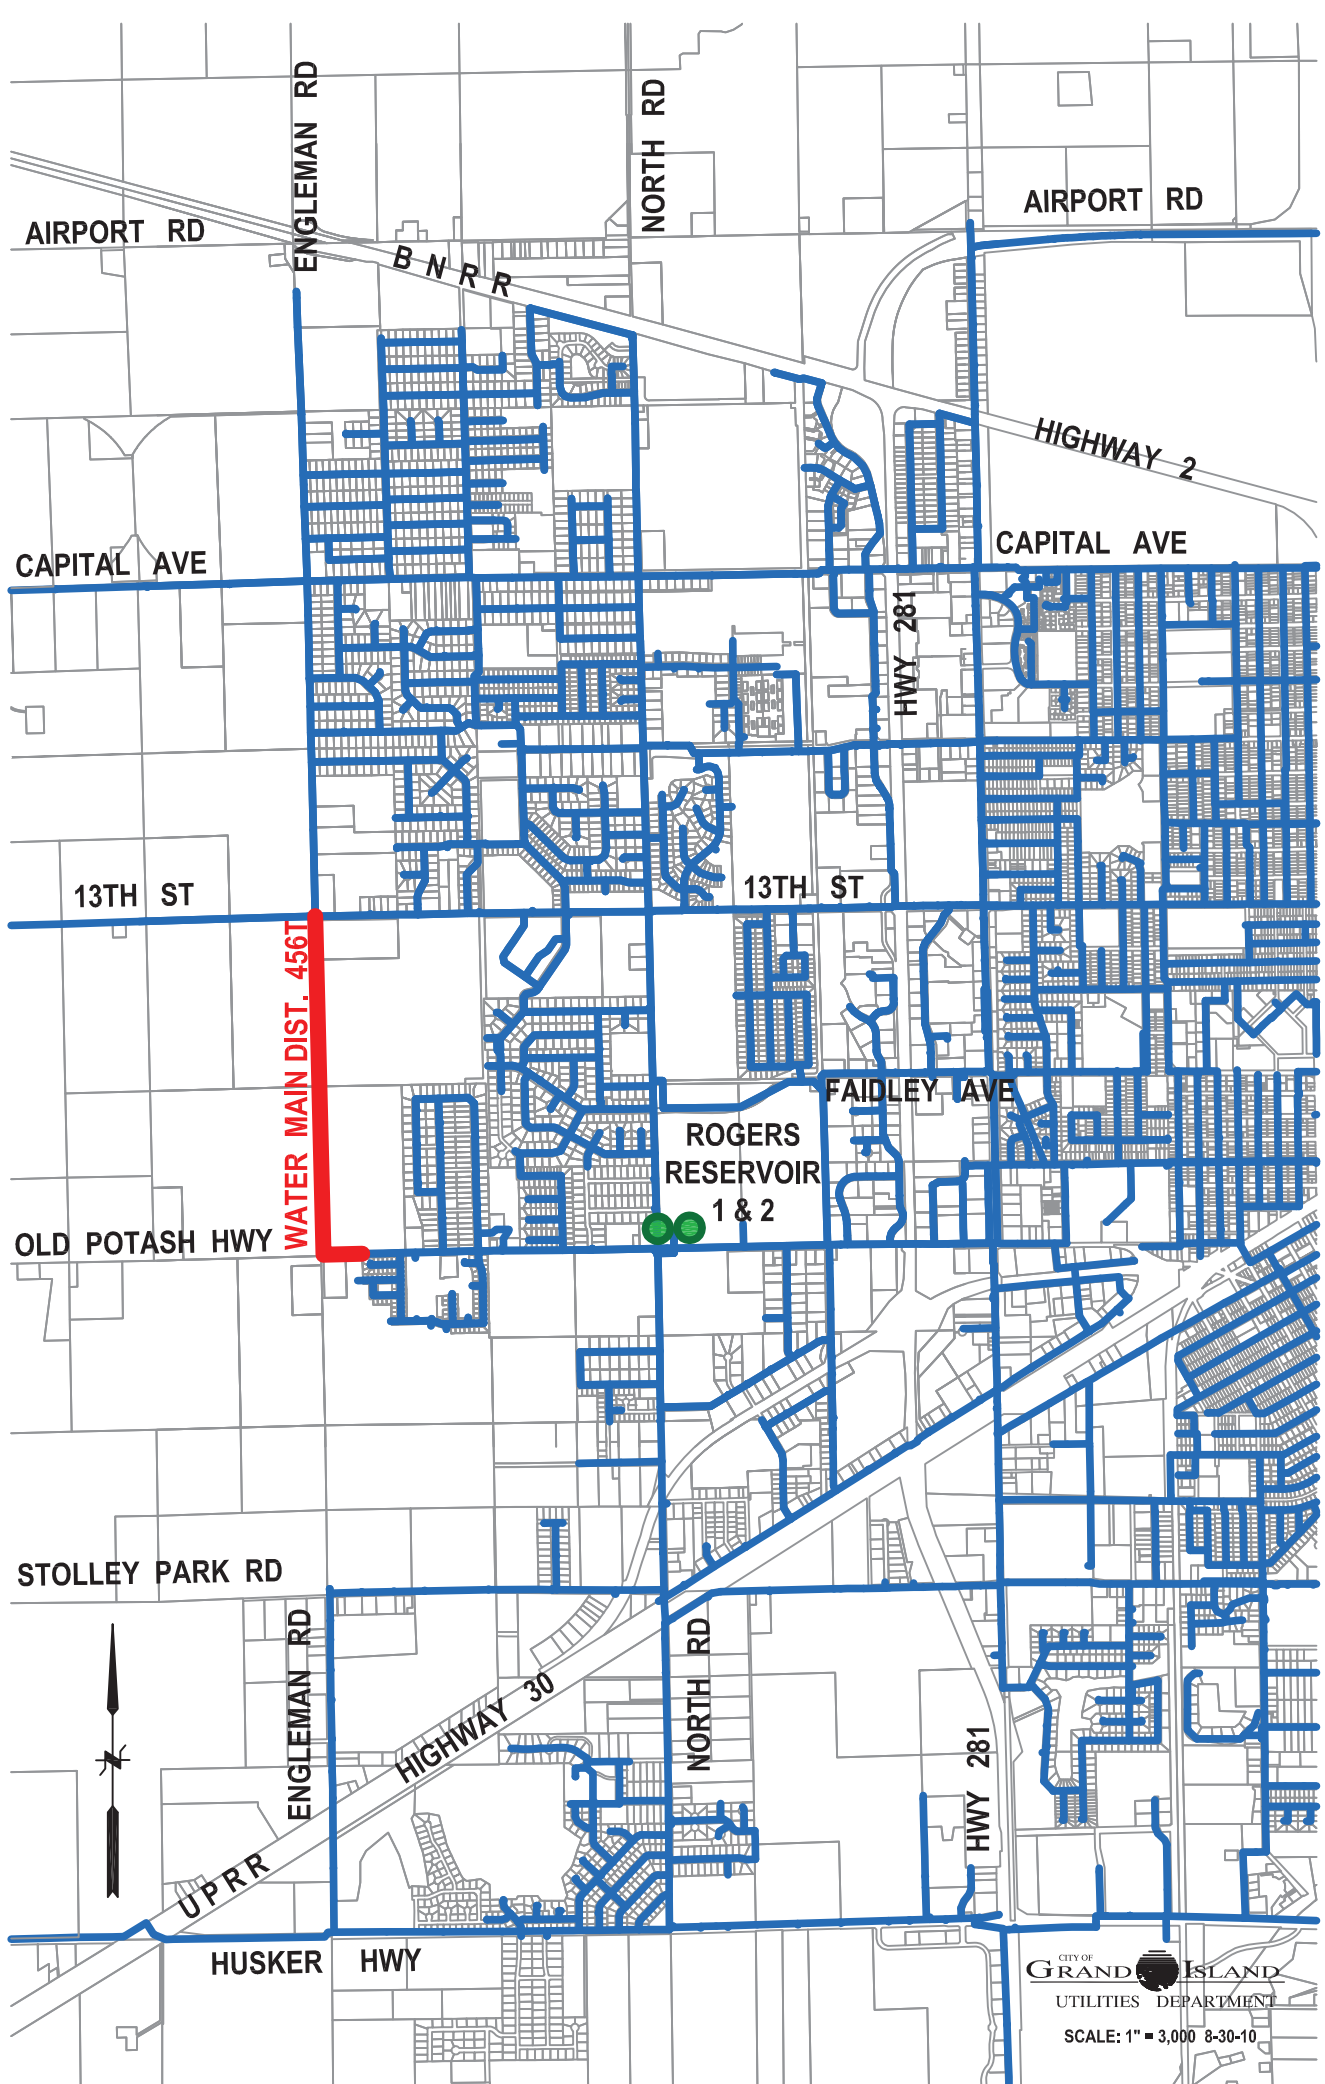 ENGLEMAN RD
NORTH RD
AIRPORT RD
AIRPORT RD
BNRR
HIGHWAY 2
CAPITAL AVE
CAPITAL AVE
HWY 281
13TH ST
13TH ST
WATER MAIN DIST. 456T
FAIDLEY AVE
ROGERS
RESERVOIR
1 & 2
OLD POTASH HWY
STOLLEY PARK RD
ENGLEMAN RD
NORTH RD
HIGHWAY 30
HWY 281
UPRR
HUSKER HWY
N
CITY OF
GRAND ISLAND
UTILITIES DEPARTMENT
SCALE: 1" = 3,000 8-30-10